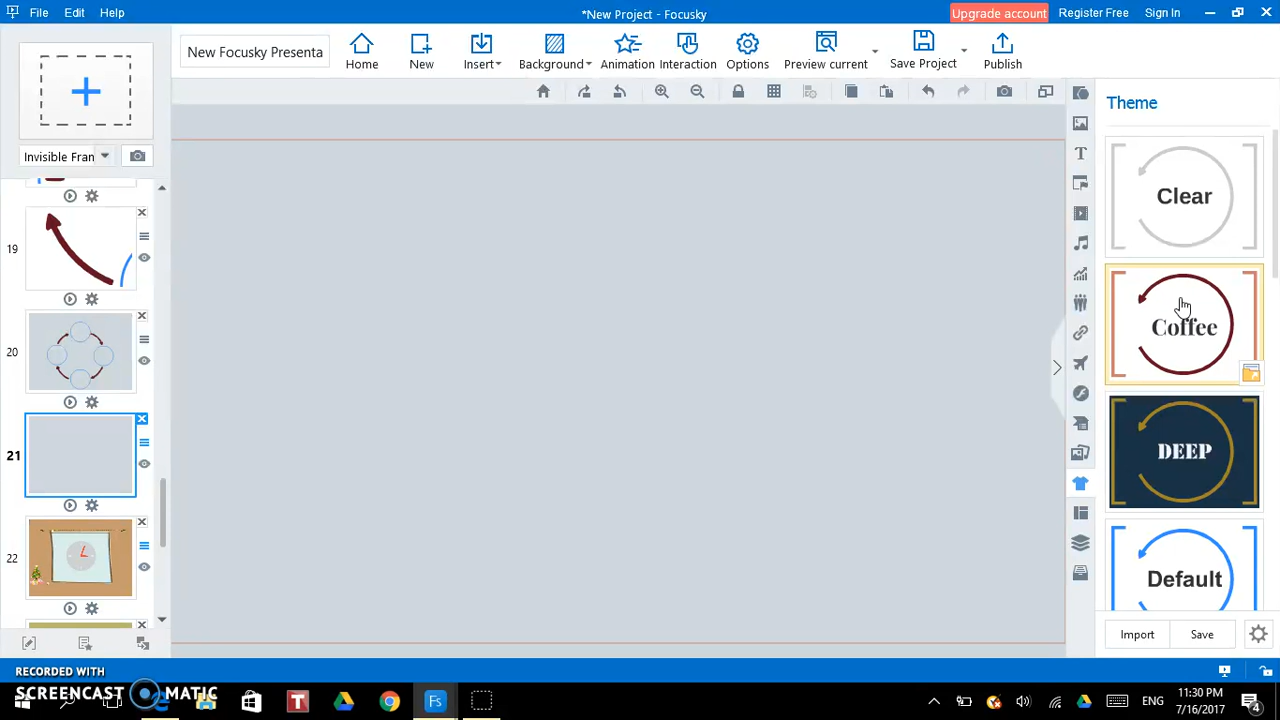 File Edit Help
*New Project - Focusky
Upgrade account Register Free Sign In
New Focusky Presenta
Home New Insert Background Animation Interaction Options Preview current Save Project Publish
Invisible Fran
19
20
21
22
Theme
Clear
Coffee
DEEP
Default
Import Save
RECORDED WITH
SCREENCAST MATIC
T
Fs
ENG
11:30 PM
7/16/2017
4